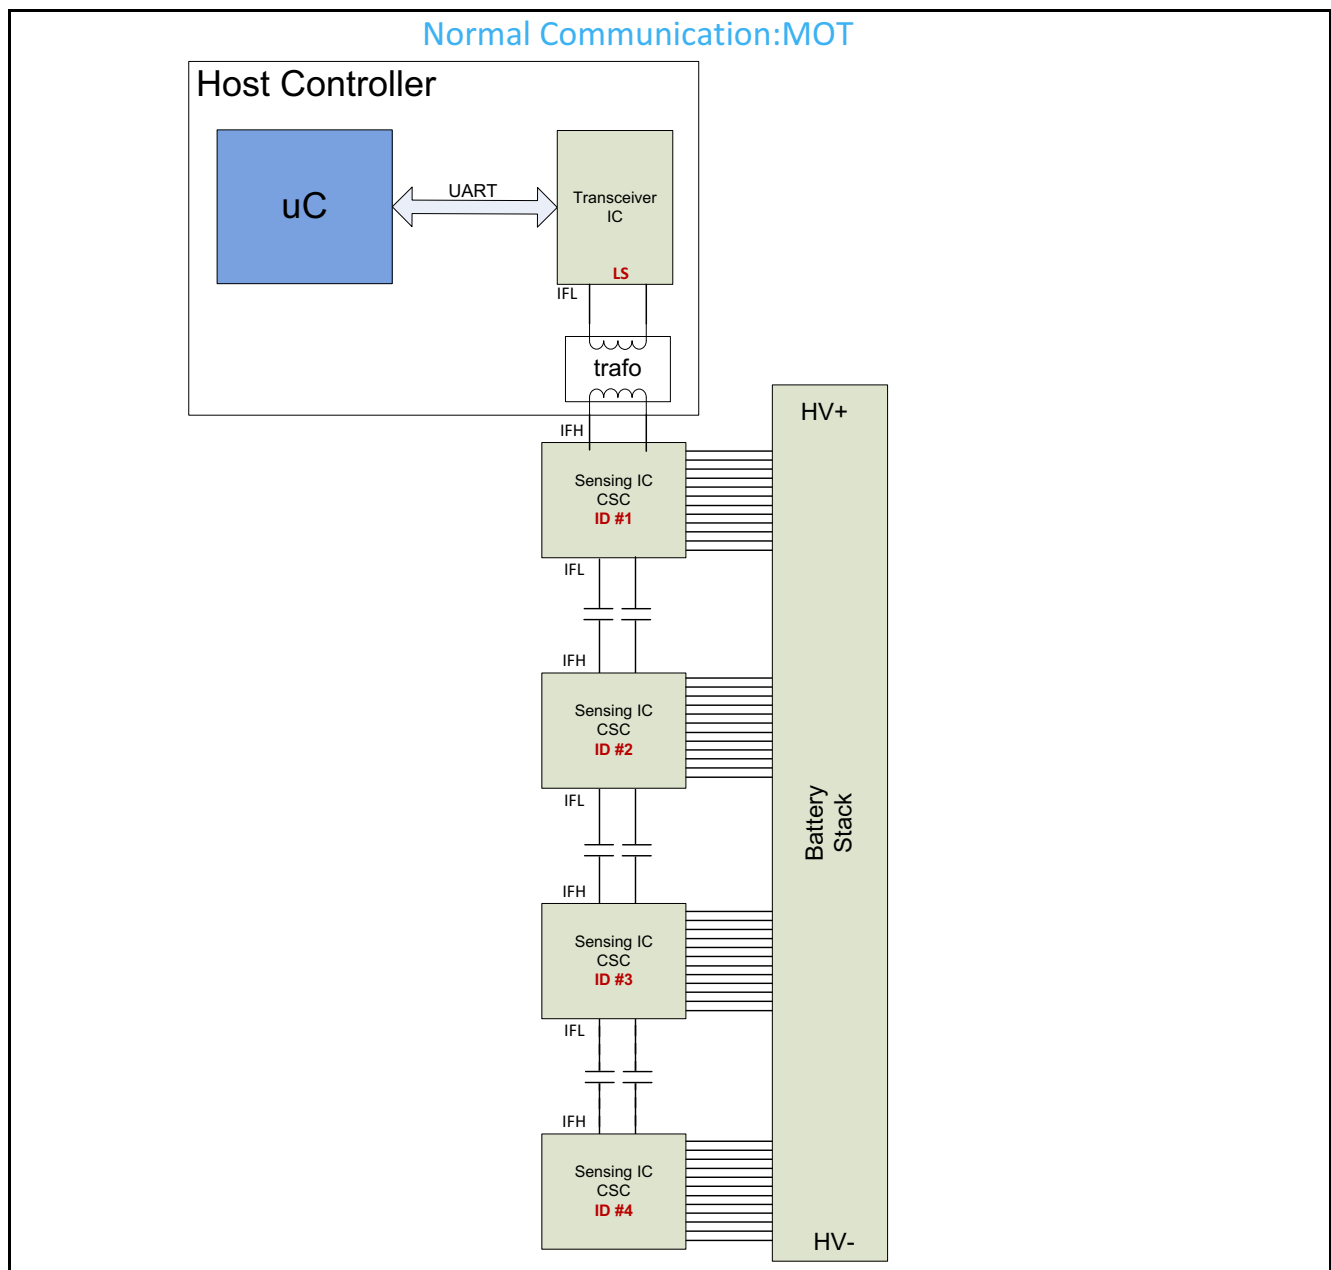 Normal Communication:MOT
Host Controller
uC
UART
Transceiver
IC
LS
IFL
trafo
IFH
HV+
Sensing IC
CSC
ID #1
IFL
IFH
Sensing IC
CSC
ID #2
IFL
Battery
Stack
IFH
Sensing IC
CSC
ID #3
IFL
IFH
Sensing IC
CSC
ID #4
HV-